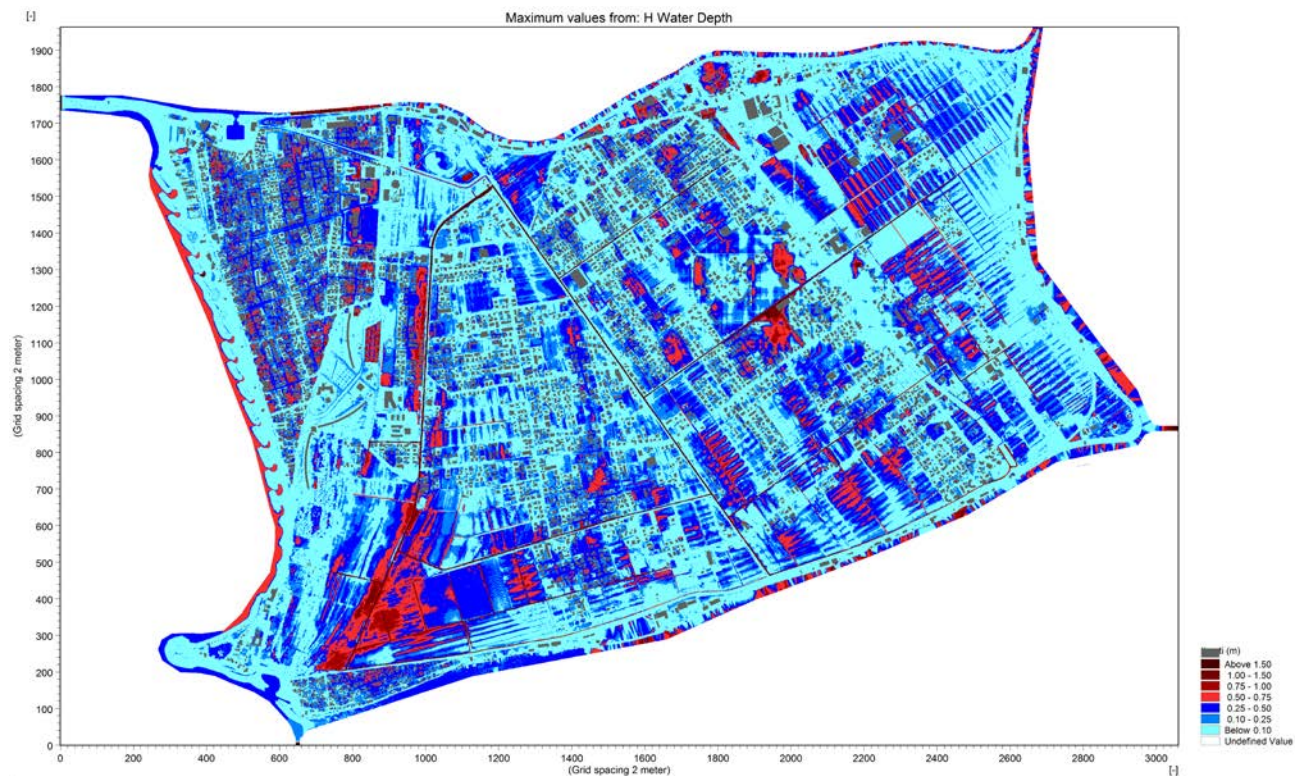 [-]
Maximum values from: H Water Depth
1900
1800
1700
1600
1500
1400
1300
1200
1100
1000
900
800
700
600
500
400
300
200
100
0
(Grid spacing 2 meter)
0 200 400 600 800 1000 1200 1400 1600 1800 2000 2200 2400 2600 2800 3000
(Grid spacing 2 meter)
[-]
(m)
Above 1.50
1.00 - 1.50
0.75 - 1.00
0.50 - 0.75
0.25 - 0.50
0.10 - 0.25
Below 0.10
Undefined Value